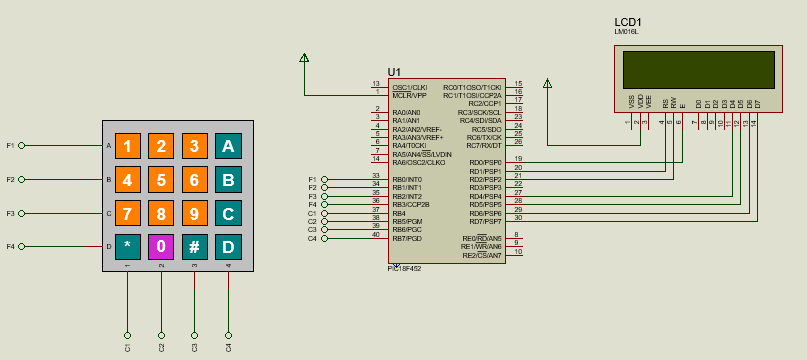 LCD1
LM016L
VSS
VDD
VEE
RS
RW
E
D0
D1
D2
D3
D4
D5
D6
D7
1
2
3
4
5
6
7
8
9
10
11
12
13
14
F1
F2
F3
F4
A
B
C
D
1 2 3 A
4 5 6 B
7 8 9 C
* 0 # D
1
2
3
4
C1
C2
C3
C4
U1
13 OSC1/CLKI
1 MCLR/VPP
2 RA0/AN0
3 RA1/AN1
4 RA2/AN2/VREF-
5 RA3/AN3/VREF+
6 RA4/T0CKI
7 RA5/AN4/SS/LVDIN
14 RA6/OSC2/CLKO
F1 33 RB0/INT0
F2 34 RB1/INT1
F3 35 RB2/INT2
F4 36 RB3/CCP2B
C1 37 RB4
C2 38 RB5/PGM
C3 39 RB6/PGC
C4 40 RB7/PGD
RC0/T1OSO/T1CKI 15
RC1/T1OSI/CCP2A 16
RC2/CCP1 17
RC3/SCK/SCL 18
RC4/SDI/SDA 23
RC5/SDO 24
RC6/TX/CK 25
RC7/RX/DT 26
RD0/PSP0 19
RD1/PSP1 20
RD2/PSP2 21
RD3/PSP3 22
RD4/PSP4 27
RD5/PSP5 28
RD6/PSP6 29
RD7/PSP7 30
RE0/RD/AN5 8
RE1/WR/AN6 9
RE2/CS/AN7 10
PIC18F452